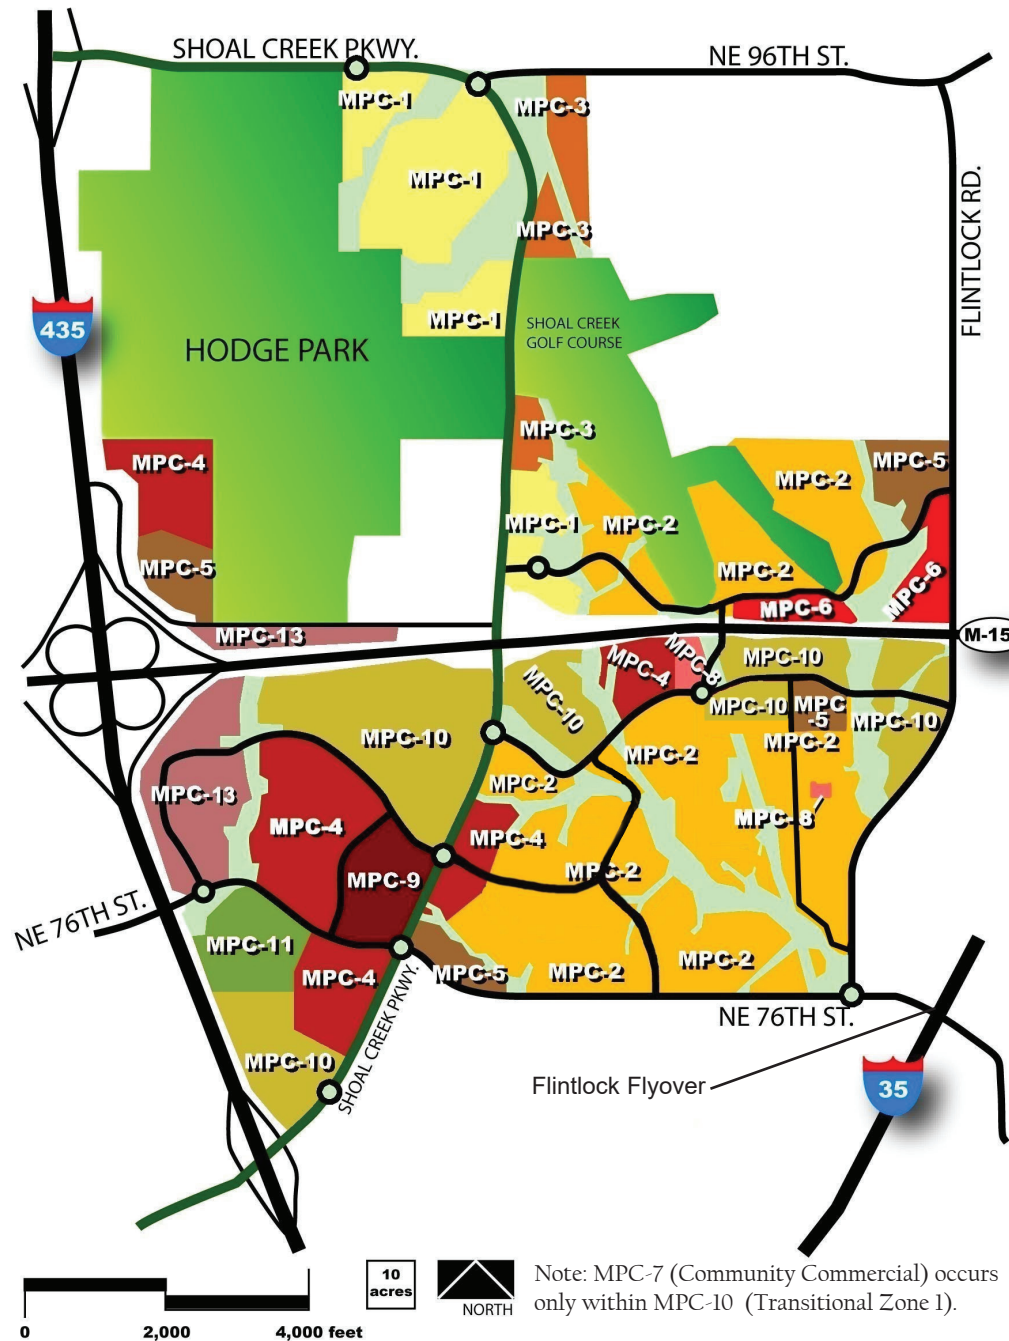 SHOAL CREEK PKWY.
NE 96TH ST.
MPC-1
MPC-3
MPC-1
FLINTLOCK RD.
MPC-3
MPC-1
435
SHOAL CREEK
GOLF COURSE
HODGE PARK
MPC-3
MPC-4
MPC-5
MPC-2
MPC-1
MPC-2
MPC-5
MPC-2
MPC-6
MPC-6
MPC-13
M-15
MPC-4
MPC-8
MPC-10
MPC-10
MPC-10
MPC
-5
MPC-10
MPC-10
MPC-2
MPC-2
MPC-2
MPC-13
MPC-8
MPC-4
MPC-4
MPC-2
MPC-9
NE 76TH ST.
MPC-11
MPC-4
MPC-5
MPC-2
MPC-2
SHOAL CREEK PKWY.
NE 76TH ST.
MPC-10
Flintlock Flyover
35
10
acres
NORTH
Note: MPC-7 (Community Commercial) occurs
only within MPC-10 (Transitional Zone 1).
0
2,000
4,000 feet